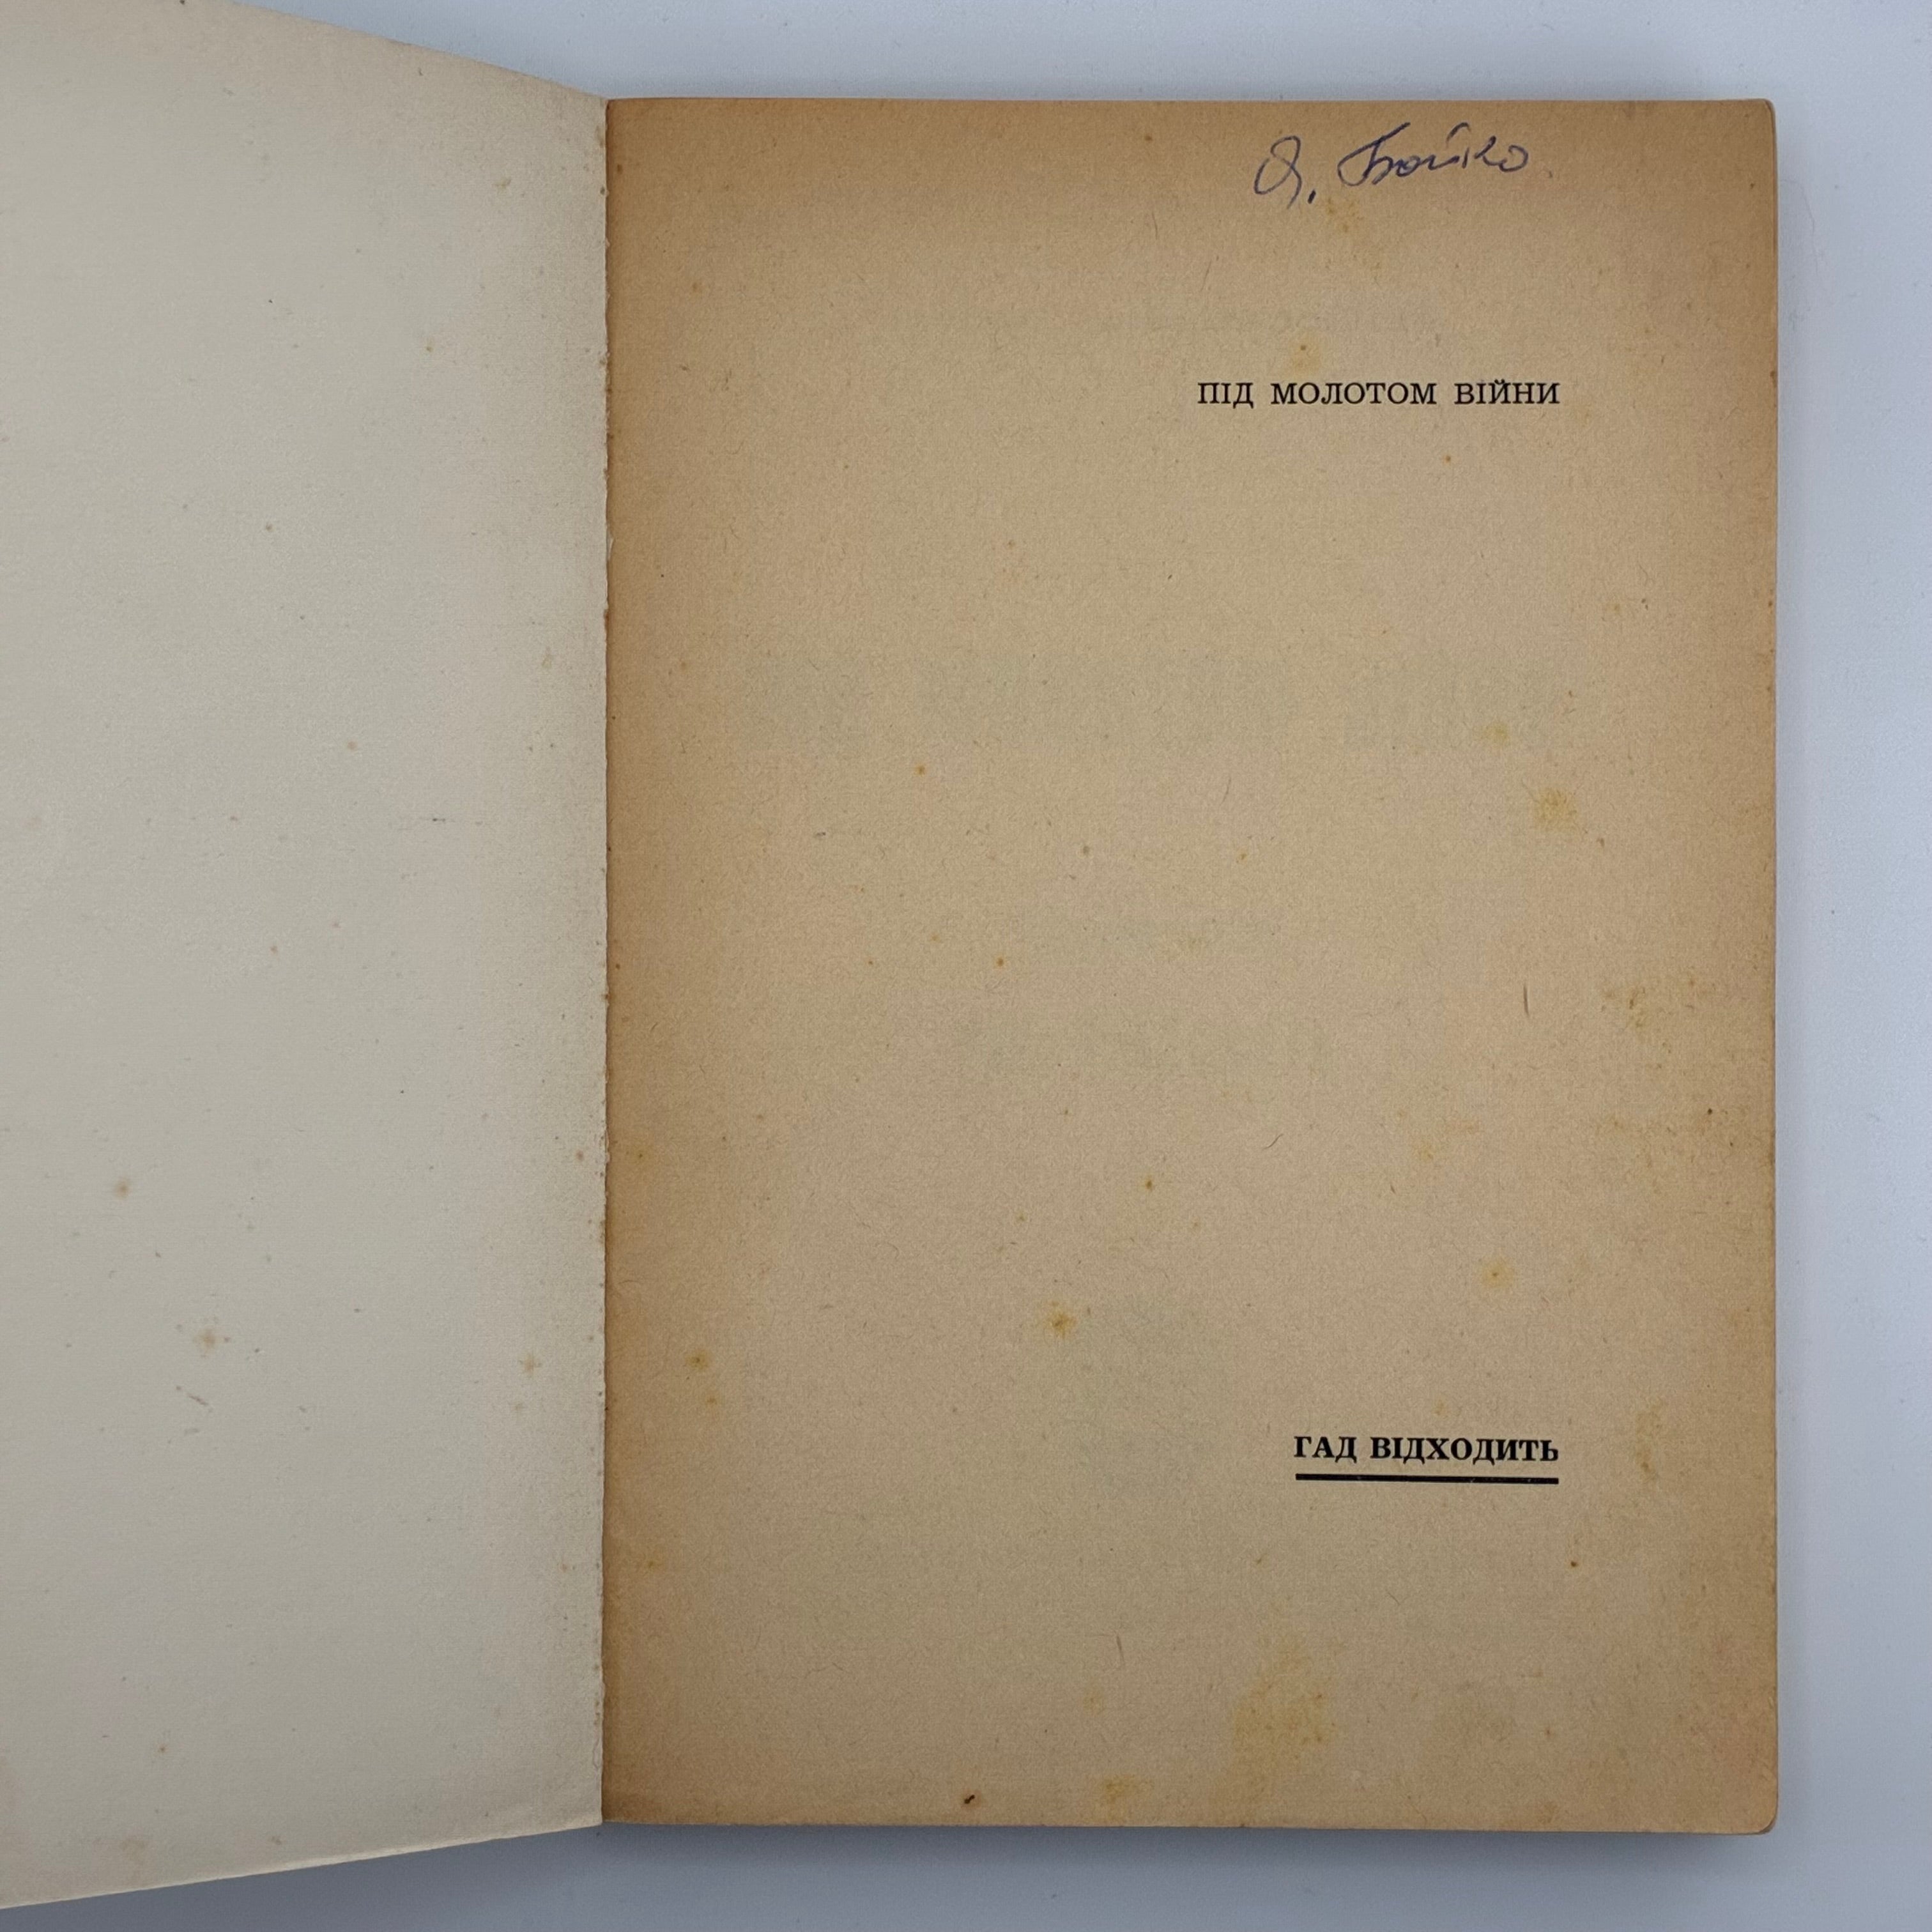 Я. Бойко
ПІД МОЛОТОМ ВІЙНИ
ГАД ВІДХОДИТЬ